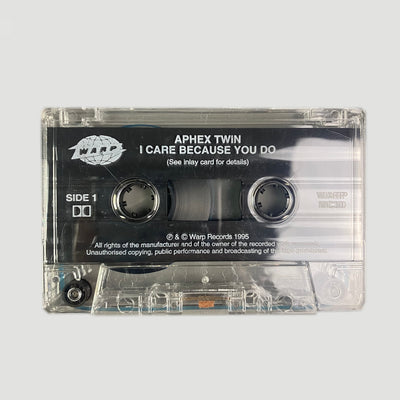 WARP
APHEX TWIN
I CARE BECAUSE YOU DO
(See inlay card for details)
SIDE 1
℗ & © Warp Records 1995
All rights of the manufacturer and of the owner of the recorded
Unauthorised copying, public performance and broadcasting of